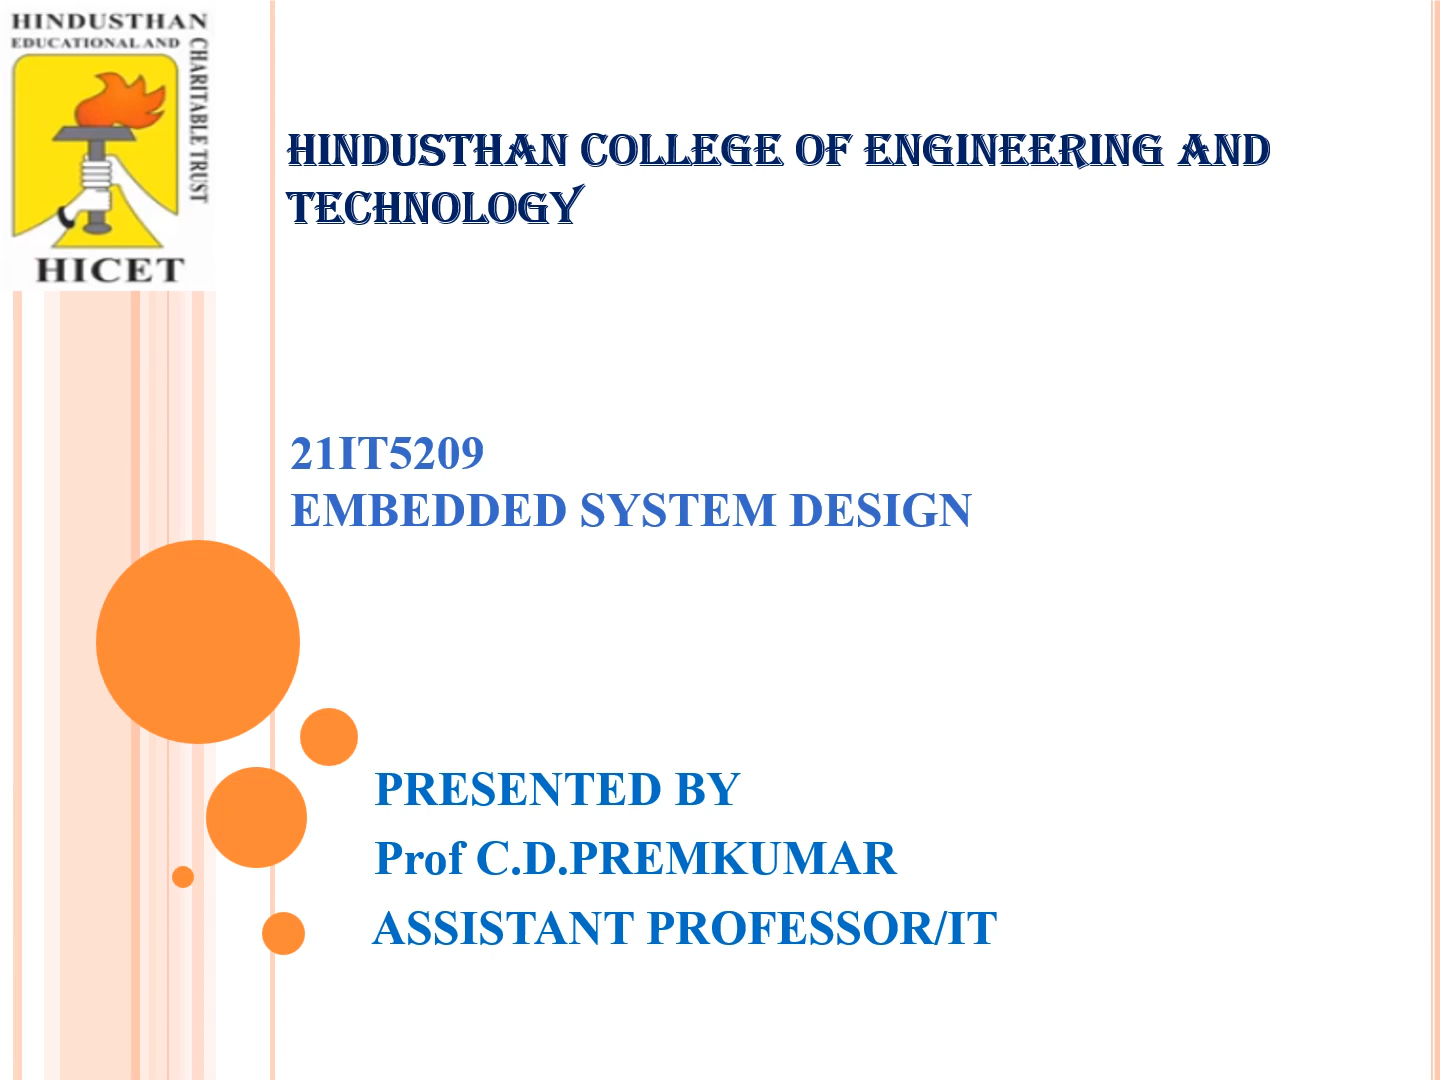 HINDUSTHAN
EDUCATIONAL AND
CHARITABLE TRUST
HICET
HINDUSTHAN COLLEGE OF ENGINEERING AND
TECHNOLOGY
21IT5209
EMBEDDED SYSTEM DESIGN
PRESENTED BY
Prof C.D.PREMKUMAR
ASSISTANT PROFESSOR/IT